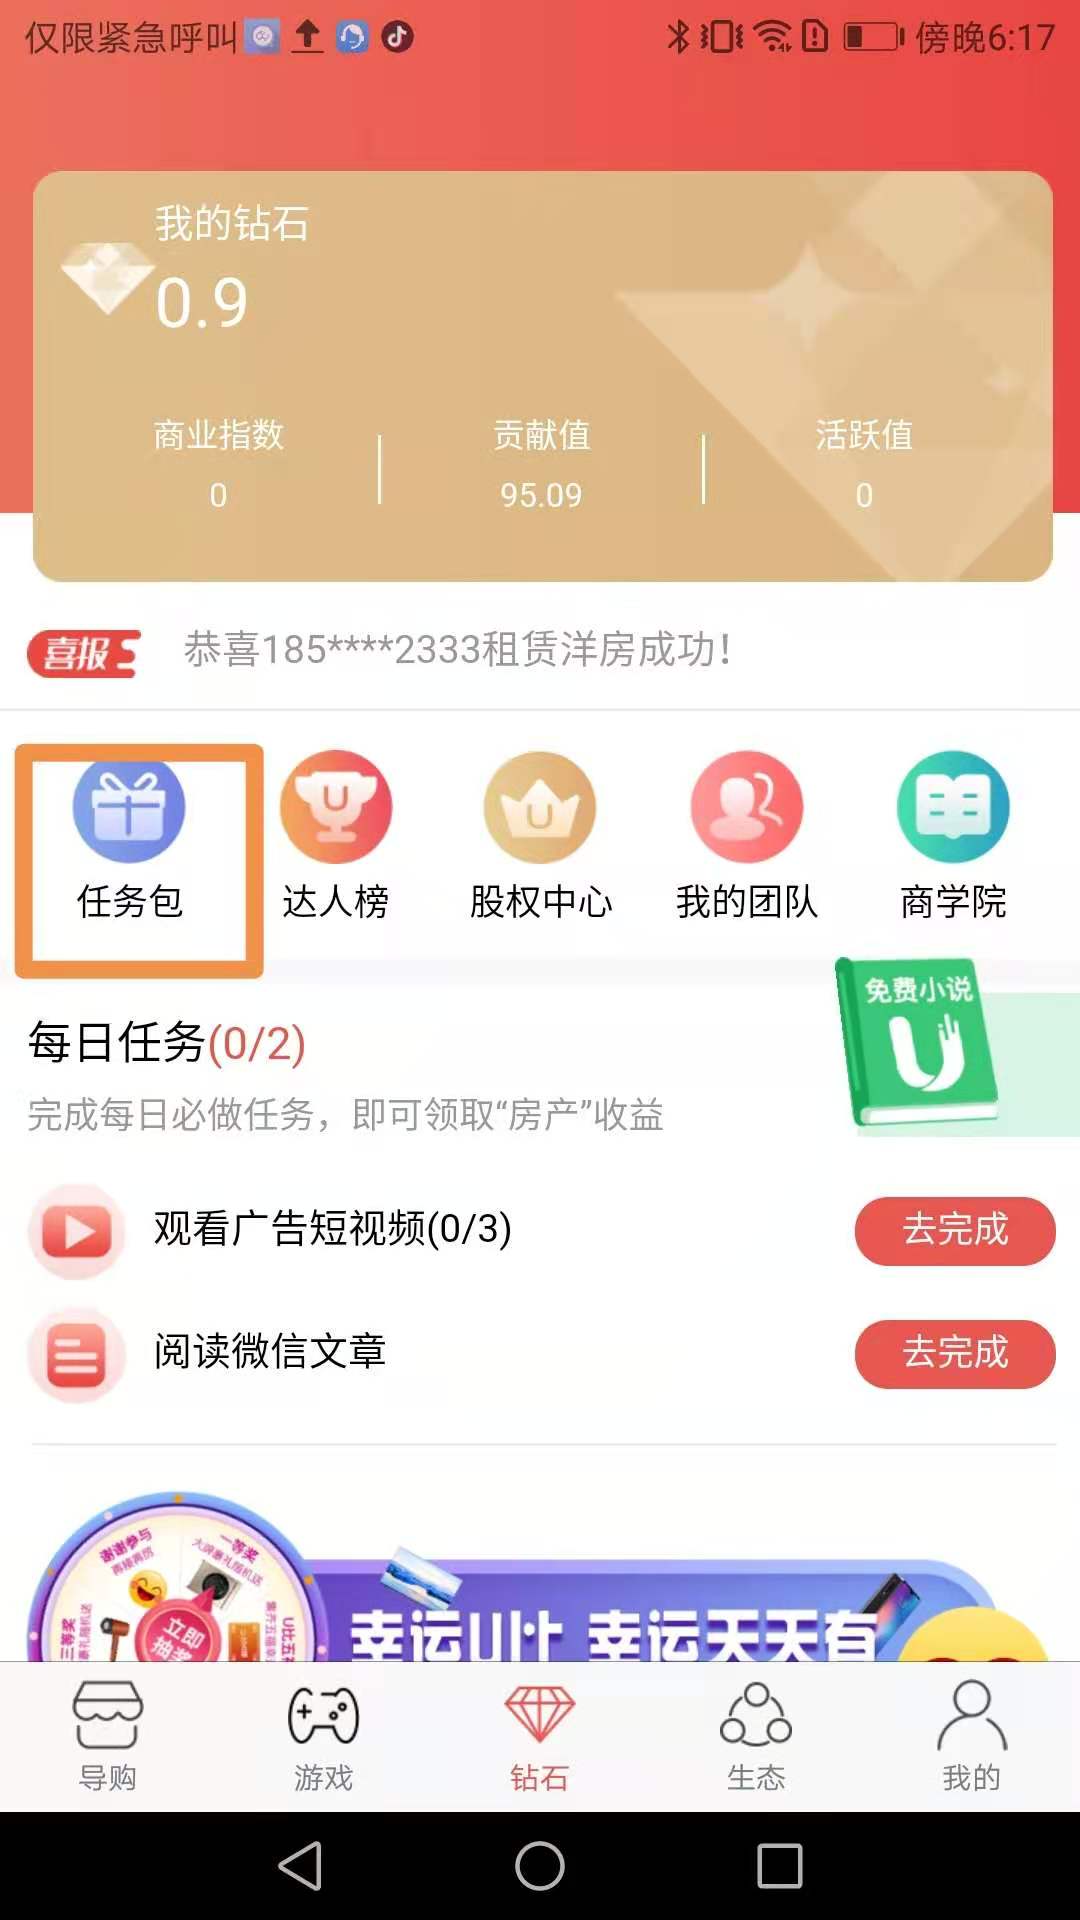 仅限紧急呼叫
傍晚6:17
我的钻石
0.9
商业指数
贡献值
活跃值
0
95.09
0
喜报
恭喜185****2333租赁洋房成功！
任务包
达人榜
股权中心
我的团队
商学院
免费小说
每日任务(0/2)
完成每日必做任务，即可领取“房产”收益
观看广告短视频(0/3)
去完成
阅读微信文章
去完成
谢谢参与
再接再厉
一等奖
三等奖
立即
抽奖
幸运U比 幸运天天有
导购
游戏
钻石
生态
我的